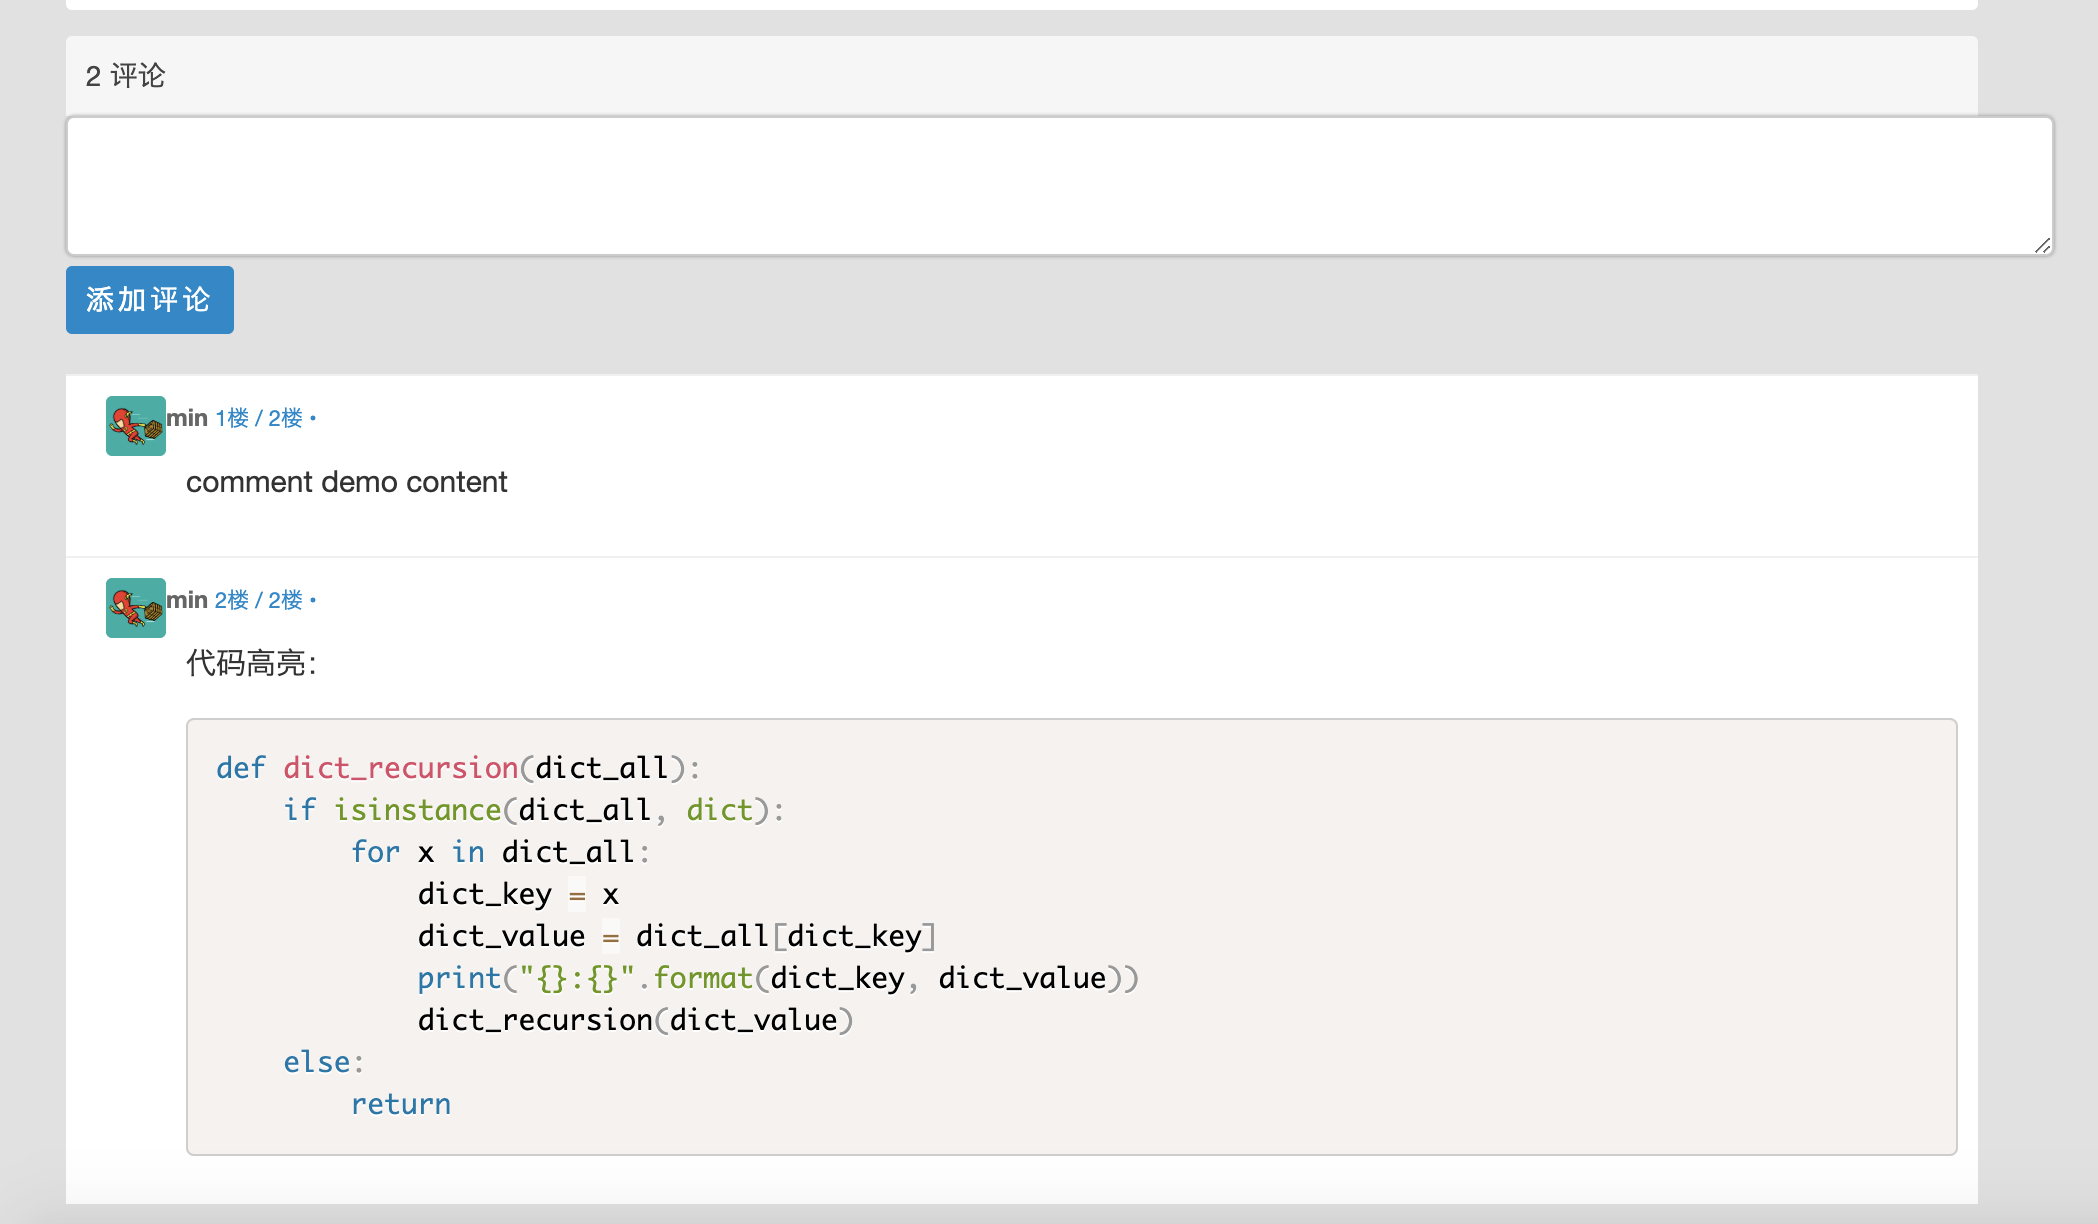 2 评论
添加评论
min 1楼 / 2楼 •
comment demo content
min 2楼 / 2楼 •
代码高亮：
def dict_recursion(dict_all):
    if isinstance(dict_all, dict):
        for x in dict_all:
            dict_key = x
            dict_value = dict_all[dict_key]
            print("{}:{}".format(dict_key, dict_value))
            dict_recursion(dict_value)
    else:
        return